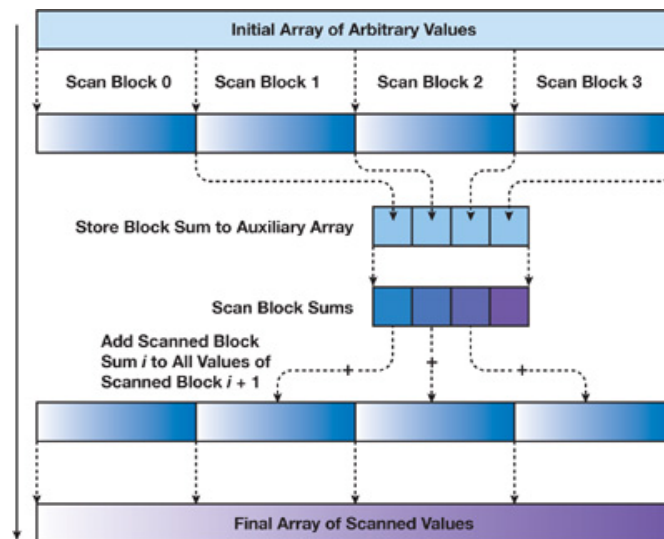 Initial Array of Arbitrary Values
Scan Block 0 Scan Block 1 Scan Block 2 Scan Block 3
Store Block Sum to Auxiliary Array
Scan Block Sums
Add Scanned Block
Sum i to All Values of
Scanned Block i + 1
+ + +
Final Array of Scanned Values